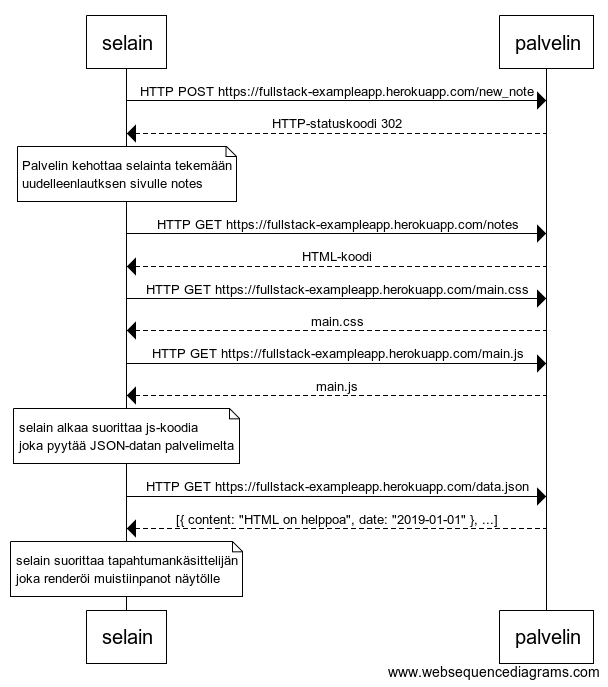 selain
palvelin
HTTP POST https://fullstack-exampleapp.herokuapp.com/new_note
HTTP-statuskoodi 302
Palvelin kehottaa selainta tekemään
uudelleenlautksen sivulle notes
HTTP GET https://fullstack-exampleapp.herokuapp.com/notes
HTML-koodi
HTTP GET https://fullstack-exampleapp.herokuapp.com/main.css
main.css
HTTP GET https://fullstack-exampleapp.herokuapp.com/main.js
main.js
selain alkaa suorittaa js-koodia
joka pyytää JSON-datan palvelimelta
HTTP GET https://fullstack-exampleapp.herokuapp.com/data.json
[{ content: "HTML on helppoa", date: "2019-01-01" }, ...]
selain suorittaa tapahtumankäsittelijän
joka renderöi muistiinpanot näytölle
selain
palvelin
www.websequencediagrams.com